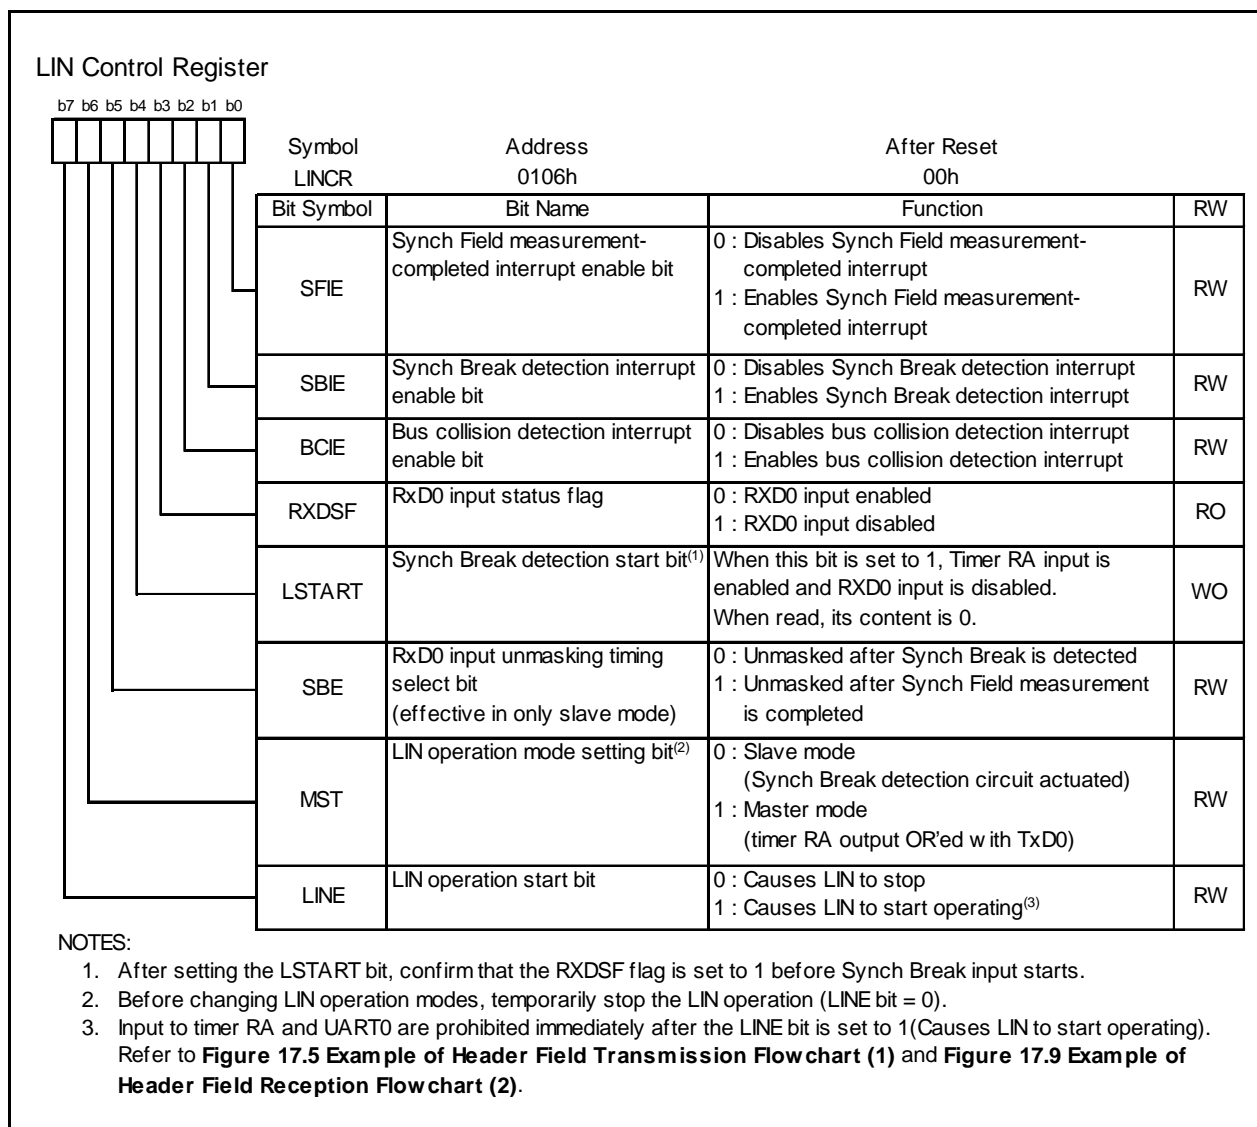 LIN Control Register
b7 b6 b5 b4 b3 b2 b1 b0
Symbol Address After Reset
LINCR 0106h 00h
Bit Symbol Bit Name Function RW
SFIE Synch Field measurement-
completed interrupt enable bit
0 : Disables Synch Field measurement-
completed interrupt
1 : Enables Synch Field measurement-
completed interrupt
RW
SBIE Synch Break detection interrupt
enable bit
0 : Disables Synch Break detection interrupt
1 : Enables Synch Break detection interrupt
RW
BCIE Bus collision detection interrupt
enable bit
0 : Disables bus collision detection interrupt
1 : Enables bus collision detection interrupt
RW
RXDSF RxD0 input status flag
0 : RXD0 input enabled
1 : RXD0 input disabled
RO
LSTART Synch Break detection start bit(1)
When this bit is set to 1, Timer RA input is
enabled and RXD0 input is disabled.
When read, its content is 0.
WO
SBE RxD0 input unmasking timing
select bit
(effective in only slave mode)
0 : Unmasked after Synch Break is detected
1 : Unmasked after Synch Field measurement
is completed
RW
MST LIN operation mode setting bit(2)
0 : Slave mode
(Synch Break detection circuit actuated)
1 : Master mode
(timer RA output OR'ed with TxD0)
RW
LINE LIN operation start bit
0 : Causes LIN to stop
1 : Causes LIN to start operating(3)
RW
NOTES:
1. After setting the LSTART bit, confirm that the RXDSF flag is set to 1 before Synch Break input starts.
2. Before changing LIN operation modes, temporarily stop the LIN operation (LINE bit = 0).
3. Input to timer RA and UART0 are prohibited immediately after the LINE bit is set to 1(Causes LIN to start operating).
Refer to Figure 17.5 Example of Header Field Transmission Flowchart (1) and Figure 17.9 Example of
Header Field Reception Flowchart (2).